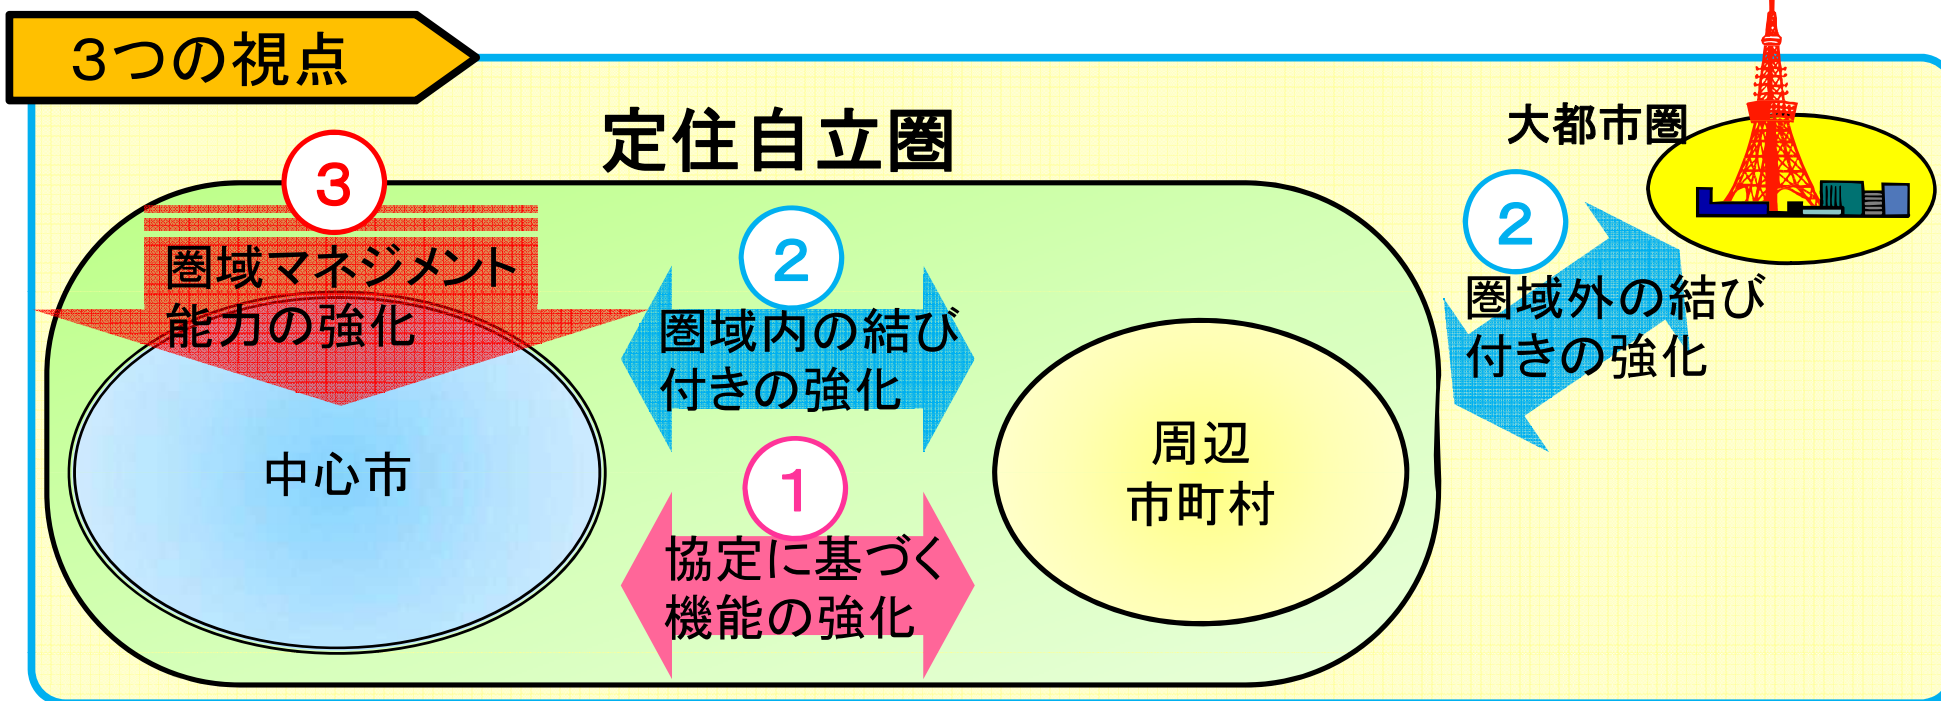 3つの視点
定住自立圏
大都市圏
3
圏域マネジメント
能力の強化
2
圏域内の結び
付きの強化
2
圏域外の結び
付きの強化
中心市
周辺
市町村
1
協定に基づく
機能の強化